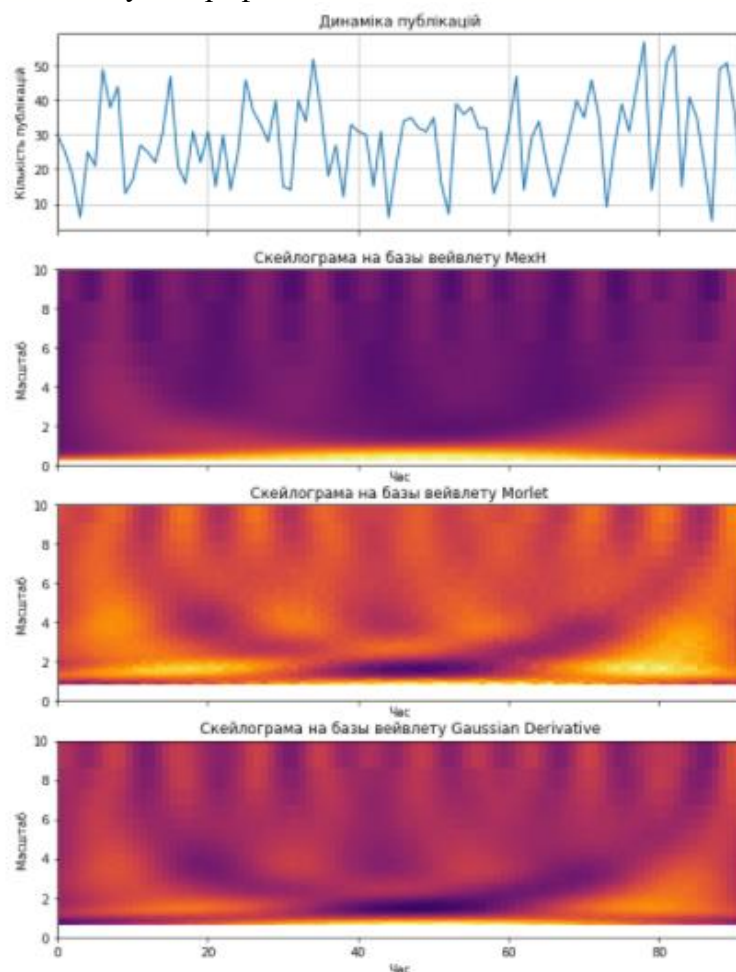 Динаміка публікацій
Кількість публікацій
50
40
30
20
10
Скейлограма на базы вейвлету MexH
Масштаб
10
8
6
4
2
0
Час
Скейлограма на базы вейвлету Morlet
Масштаб
10
8
6
4
2
0
Час
Скейлограма на базы вейвлету Gaussian Derivative
Масштаб
10
8
6
4
2
0
0 20 40 60 80
Час